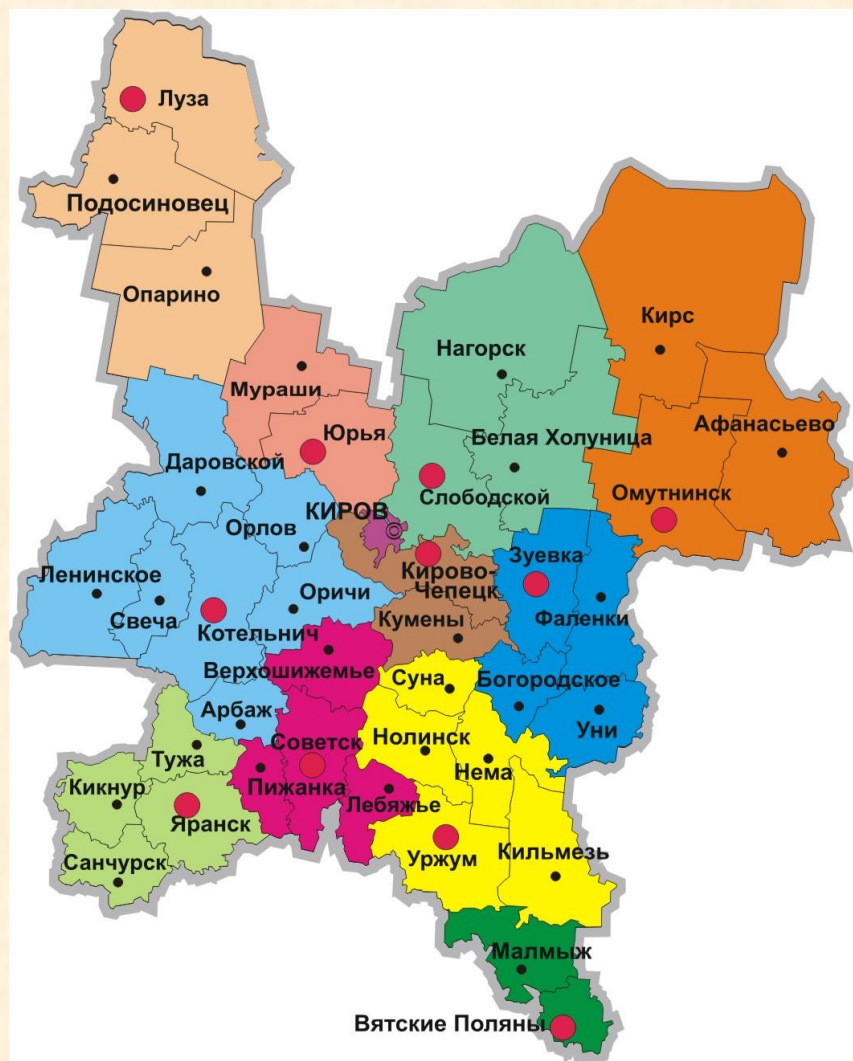 Луза
Подосиновец
Опарино
Кирс
Нагорск
Мураши
Афанасьево
Юрья
Белая Холуница
Даровской
Слободской
Омутнинск
КИРОВ
Орлов
Зуевка
Ленинское
Кирово-
Чепецк
Оричи
Свеча
Фаленки
Котельнич
Кумены
Верхошижемье
Суна
Богородское
Арбаж
Уни
Советск
Нолинск
Тужа
Нема
Кикнур
Пижанка
Лебяжье
Яранск
Уржум
Кильмезь
Санчурск
Малмыж
Вятские Поляны